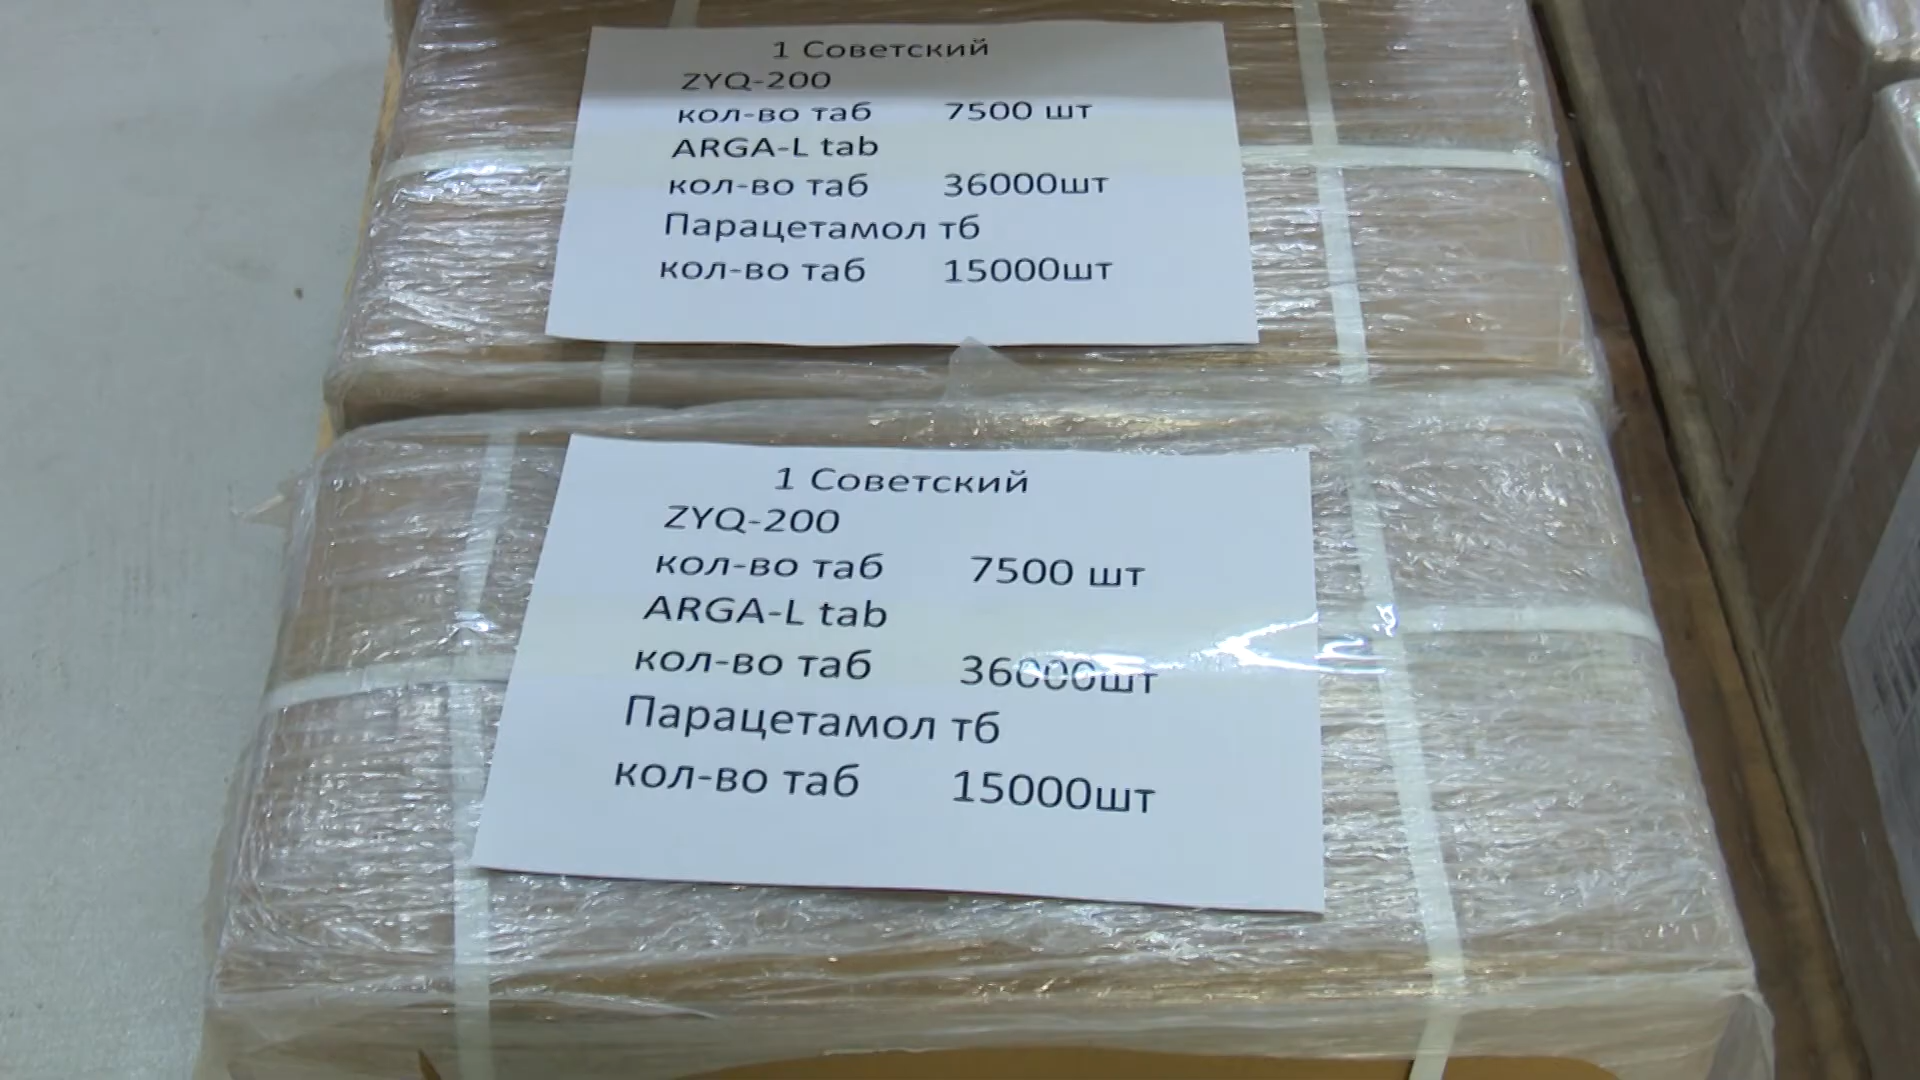 1 Советский
ZYQ-200
кол-во таб 7500 шт
ARGA-L tab
кол-во таб 36000шт
Парацетамол тб
кол-во таб 15000шт
1 Советский
ZYQ-200
кол-во таб 7500 шт
ARGA-L tab
кол-во таб 36000шт
Парацетамол тб
кол-во таб 15000шт